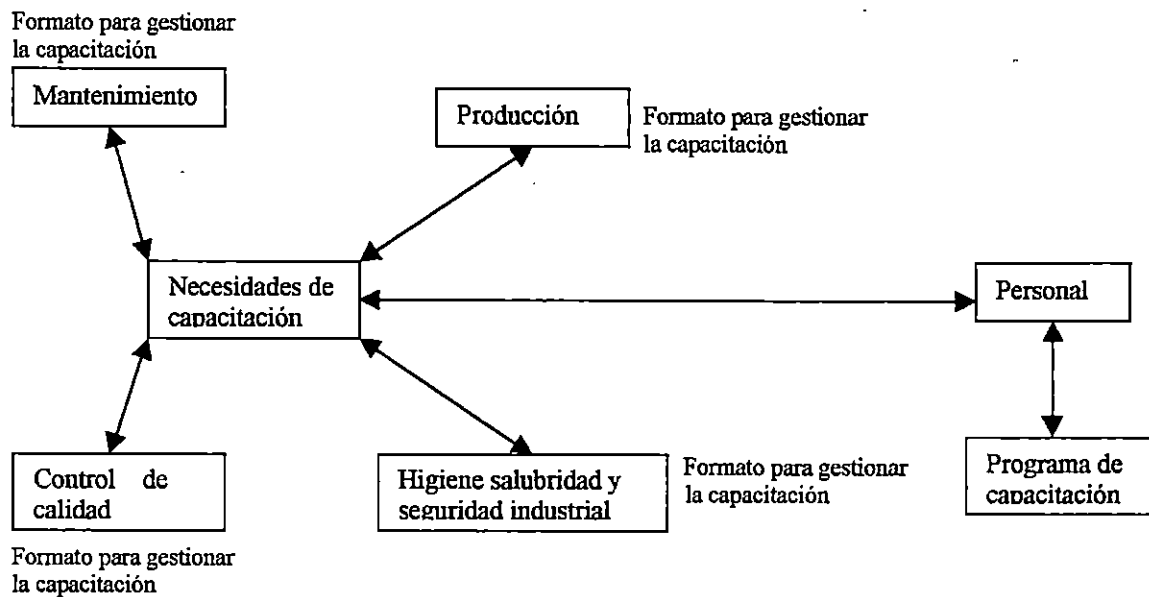 Formato para gestionar
la capacitación
Mantenimiento
Producción
Formato para gestionar
la capacitación
Necesidades de
capacitación
Personal
Control de
calidad
Formato para gestionar
la capacitación
Higiene salubridad y
seguridad industrial
Formato para gestionar
la capacitación
Programa de
capacitación